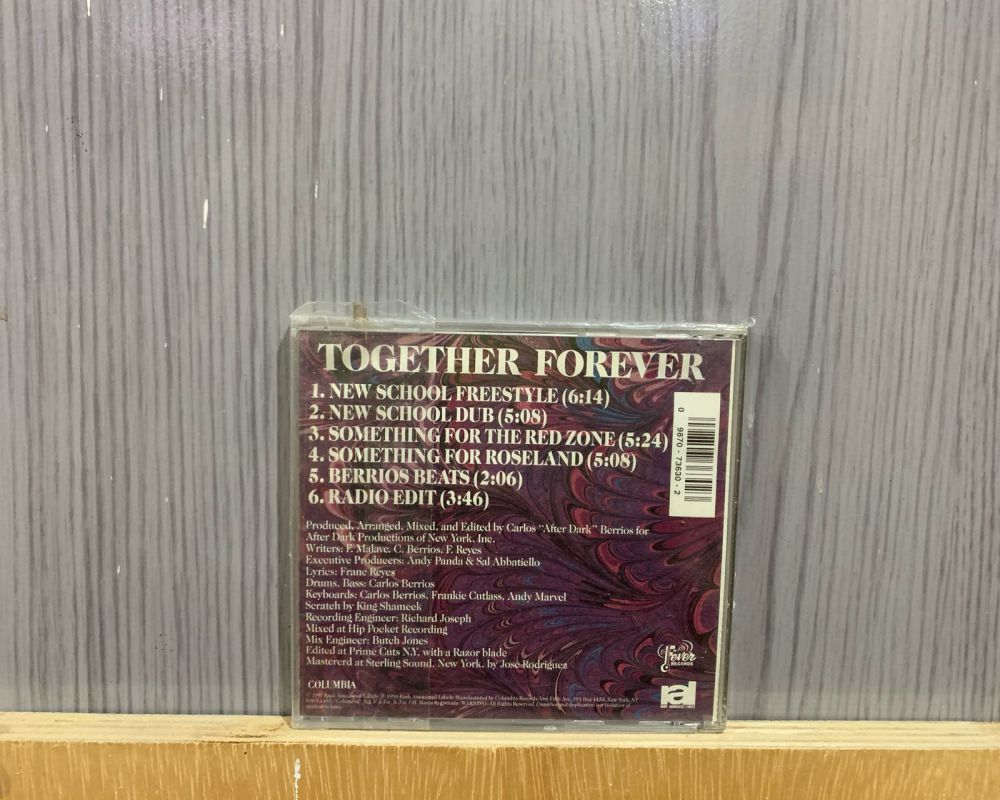 TOGETHER FOREVER
1. NEW SCHOOL FREESTYLE (6:14)
2. NEW SCHOOL DUB (5:08)
3. SOMETHING FOR THE RED ZONE (5:24)
4. SOMETHING FOR ROSELAND (5:08)
5. BERRIOS BEATS (2:06)
6. RADIO EDIT (3:46)
0 9870-73630-2
Produced, Arranged, Mixed, and Edited by Carlos "After Dark" Berrios for
After Dark Productions of New York, Inc.
Writers: F. Malave, C. Berrios, F. Reyes
Executive Producers: Andy Panda & Sal Abbatiello
Lyrics: Franc Reyes
Drums, Bass: Carlos Berrios
Keyboards: Carlos Berrios, Frankie Cutlass, Andy Marvel
Scratch by King Shameek
Recording Engineer: Richard Joseph
Mixed at Hip Pocket Recording
Mix Engineer: Butch Jones
Edited at Prime Cuts N.Y. with a Razor blade
Mastererd at Sterling Sound, New York, by José Rodriguez
Fever
RECORDS
COLUMBIA